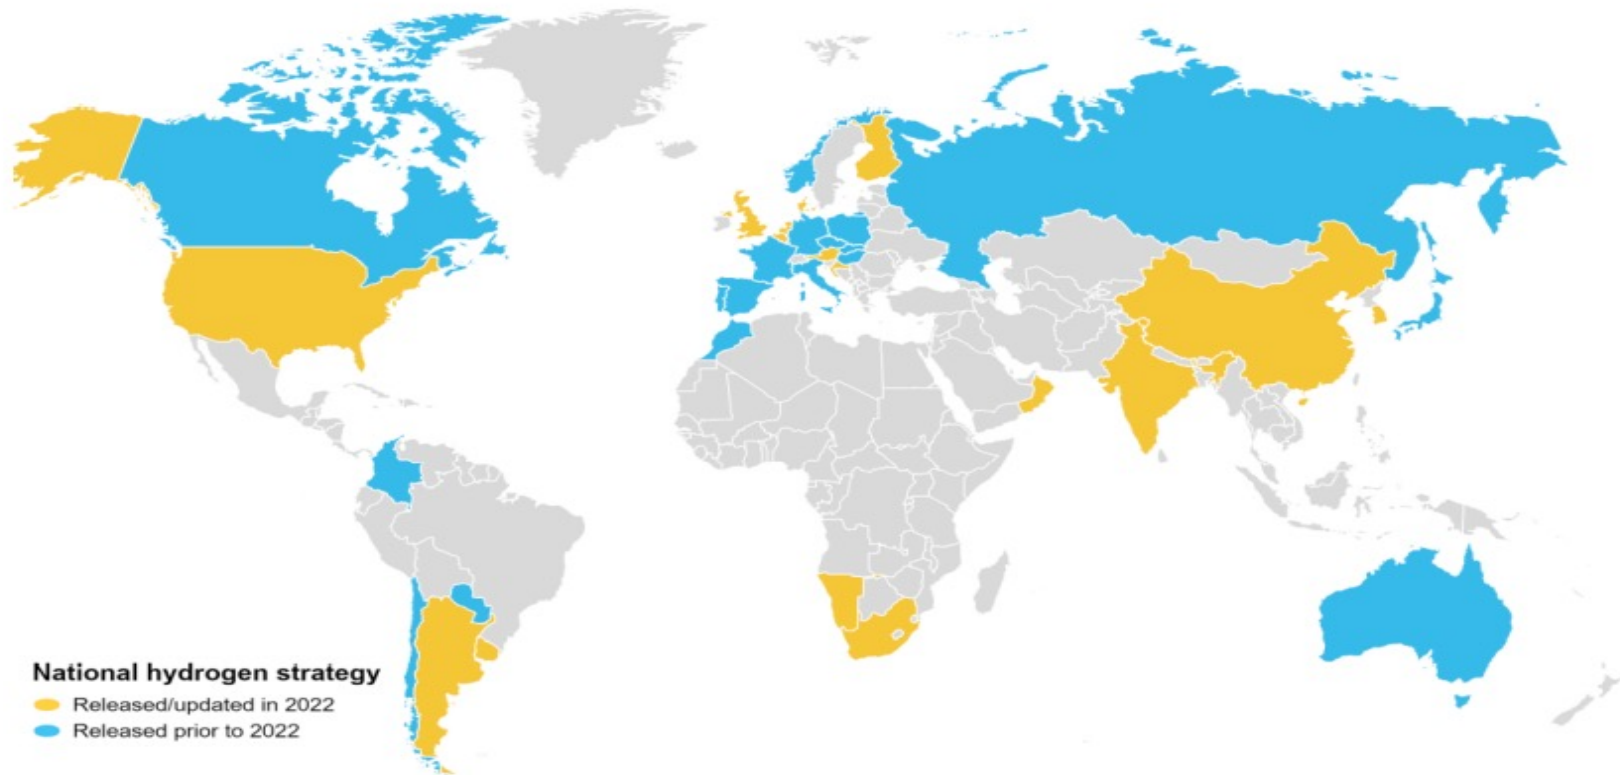 National hydrogen strategy
Released/updated in 2022
Released prior to 2022